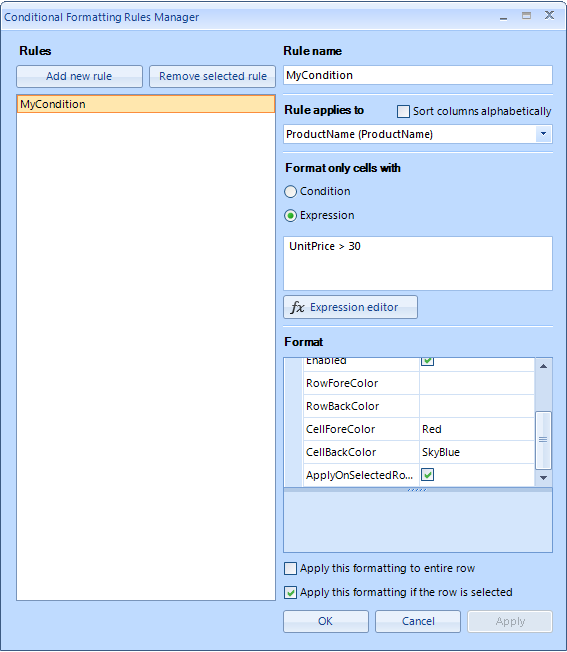 Conditional Formatting Rules Manager
Rules
Add new rule
Remove selected rule
MyCondition
Rule name
MyCondition
Rule applies to
Sort columns alphabetically
ProductName (ProductName)
Format only cells with
Condition
Expression
UnitPrice > 30
fx Expression editor
Format
Enabled
RowForeColor
RowBackColor
CellForeColor Red
CellBackColor SkyBlue
ApplyOnSelectedRo...
Apply this formatting to entire row
Apply this formatting if the row is selected
OK
Cancel
Apply